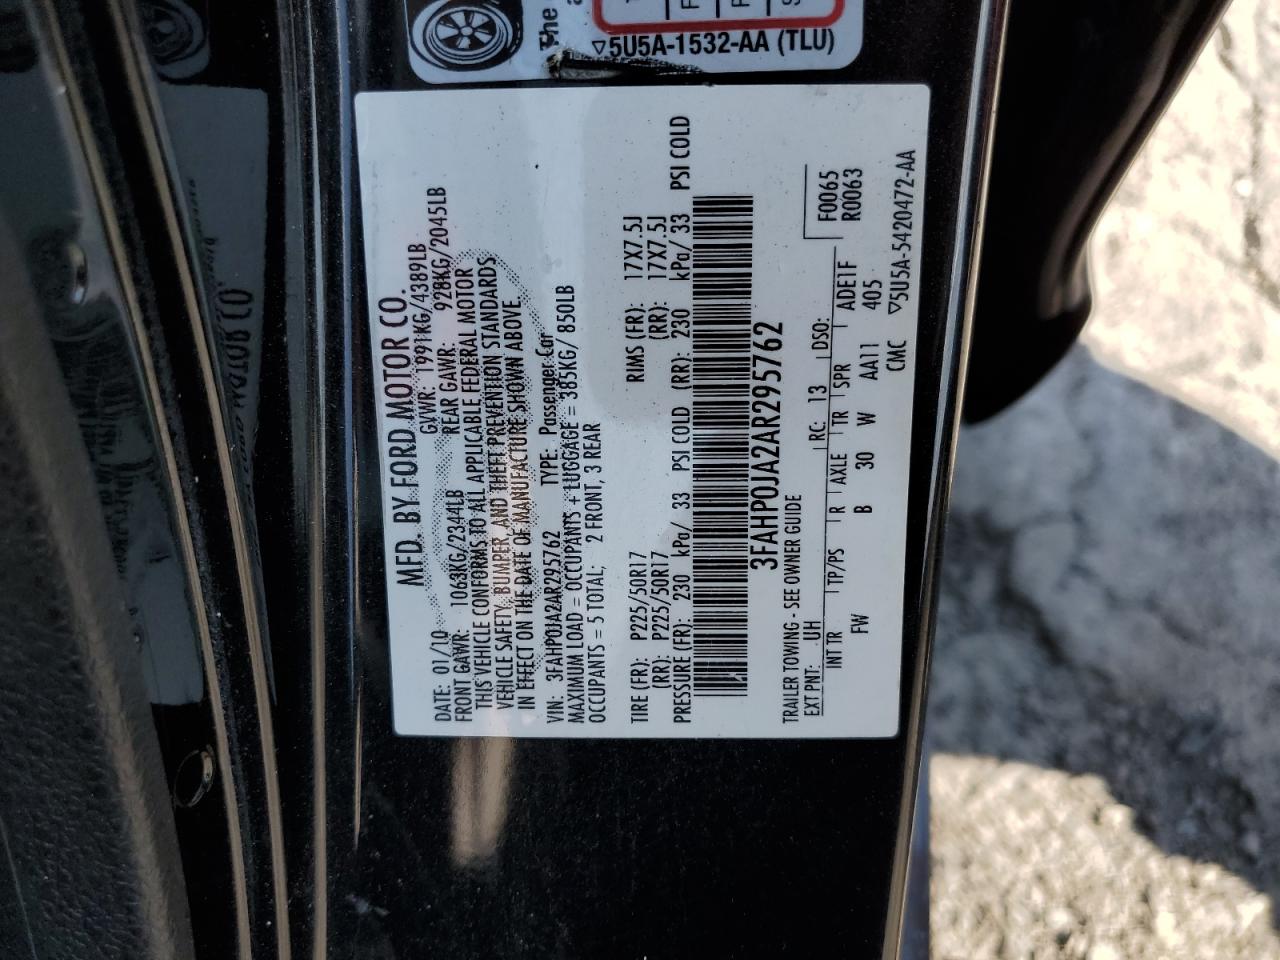 The
5U5A-1532-AA (TLU)
MFD. BY FORD MOTOR CO.
DATE: 01/10 GVWR: 1991KG/4389LB
FRONT GAWR: 1063KG/2344LB REAR GAWR: 928KG/2045LB
THIS VEHICLE CONFORMS TO ALL APPLICABLE FEDERAL MOTOR
VEHICLE SAFETY, BUMPER, AND THEFT PREVENTION STANDARDS
IN EFFECT ON THE DATE OF MANUFACTURE SHOWN ABOVE.
VIN: 3FAHP0JA2AR295762 TYPE: Passenger Car
MAXIMUM LOAD = OCCUPANTS + LUGGAGE = 385KG/ 850LB
OCCUPANTS = 5 TOTAL; 2 FRONT, 3 REAR
TIRE (FR): P225/50R17 RIMS (FR): 17X7.5J
(RR): P225/50R17 (RR): 17X7.5J
PRESSURE (FR): 230 kPa/ 33 PSI COLD (RR): 230 kPa/ 33 PSI COLD
3FAHP0JA2AR295762
TRAILER TOWING - SEE OWNER GUIDE
EXT PNT: UH RC: 13 DSO: F0065
R0063
INT TR TP/PS R AXLE TR SPR ADE1F
FW B 30 W AA11 405
CMC ▽5U5A-5420472-AA